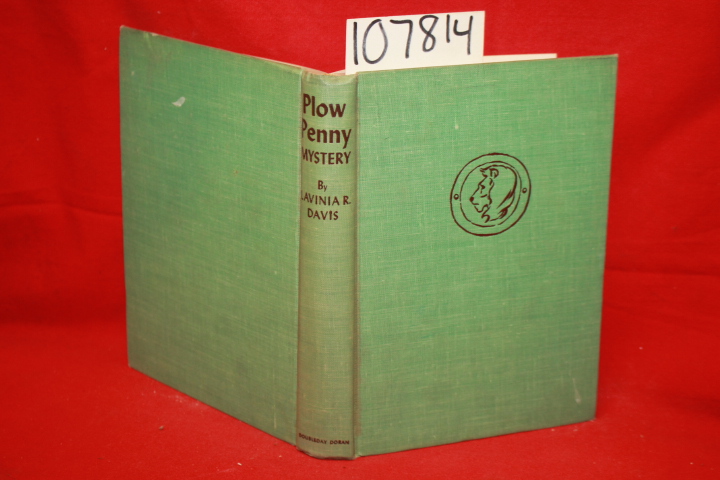 107814
Plow
Penny
MYSTERY
By
LAVINIA R.
DAVIS
DOUBLEDAY DORAN